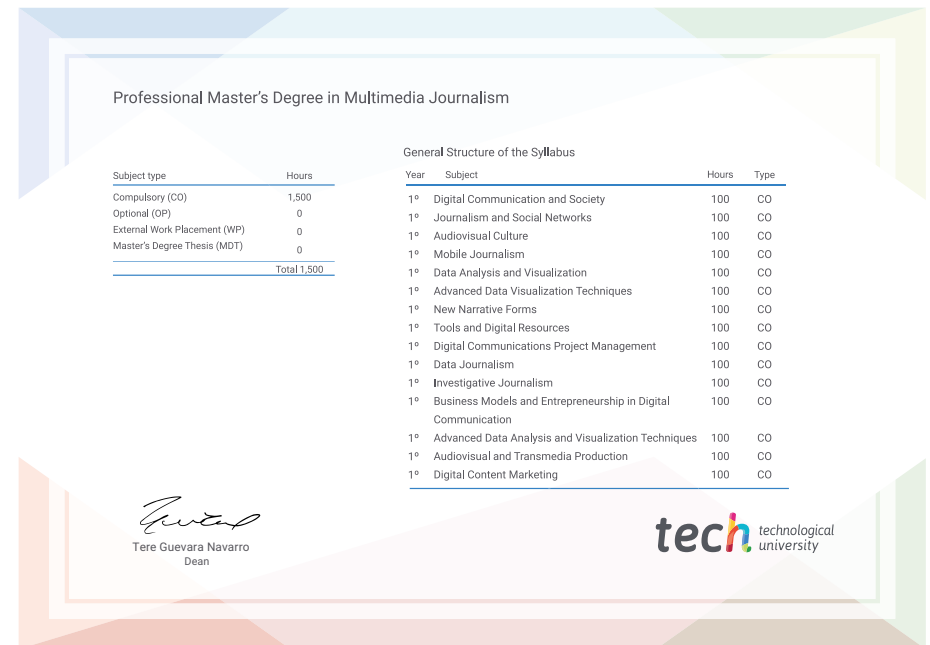 Professional Master's Degree in Multimedia Journalism
Subject type Hours
Compulsory (CO) 1,500
Optional (OP) 0
External Work Placement (WP) 0
Master's Degree Thesis (MDT) 0
Total 1,500
General Structure of the Syllabus
Year Subject Hours Type
1º Digital Communication and Society 100 CO
1º Journalism and Social Networks 100 CO
1º Audiovisual Culture 100 CO
1º Mobile Journalism 100 CO
1º Data Analysis and Visualization 100 CO
1º Advanced Data Visualization Techniques 100 CO
1º New Narrative Forms 100 CO
1º Tools and Digital Resources 100 CO
1º Digital Communications Project Management 100 CO
1º Data Journalism 100 CO
1º Investigative Journalism 100 CO
1º Business Models and Entrepreneurship in Digital 100 CO
Communication
1º Advanced Data Analysis and Visualization Techniques 100 CO
1º Audiovisual and Transmedia Production 100 CO
1º Digital Content Marketing 100 CO
Tere Guevara Navarro
Dean
tech technological
university